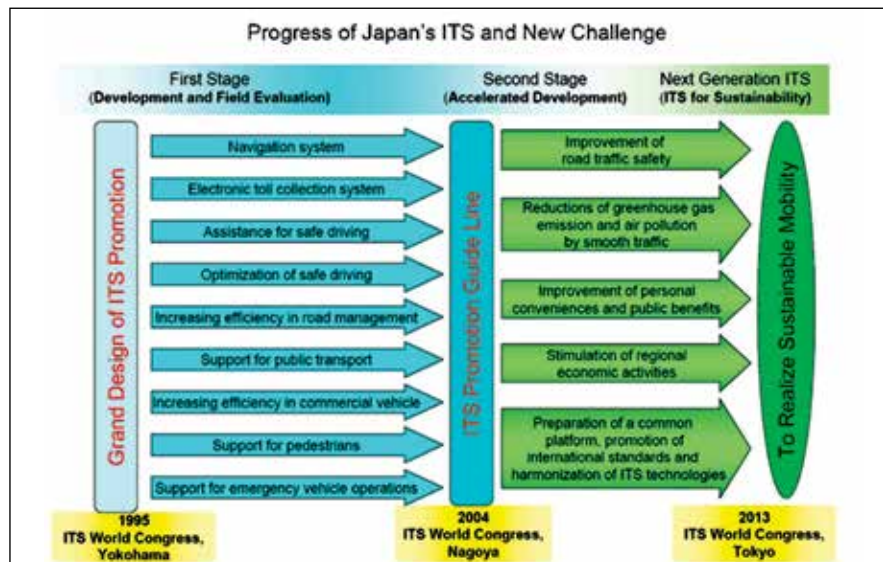 Progress of Japan's ITS and New Challenge
First Stage
(Development and Field Evaluation)
Second Stage
(Accelerated Development)
Next Generation ITS
(ITS for Sustainability)
Grand Design of ITS Promotion
Navigation system
Electronic toll collection system
Assistance for safe driving
Optimization of safe driving
Increasing efficiency in road management
Support for public transport
Increasing efficiency in commercial vehicle
Support for pedestrians
Support for emergency vehicle operations
ITS Promotion Guide Line
Improvement of
road traffic safety
Reductions of greenhouse gas
emission and air pollution
by smooth traffic
Improvement of personal
conveniences and public benefits
Stimulation of regional
economic activities
Preparation of a common
platform, promotion of
international standards and
harmonization of ITS technologies
To Realize Sustainable Mobility
1995
ITS World Congress,
Yokohama
2004
ITS World Congress,
Nagoya
2013
ITS World Congress,
Tokyo